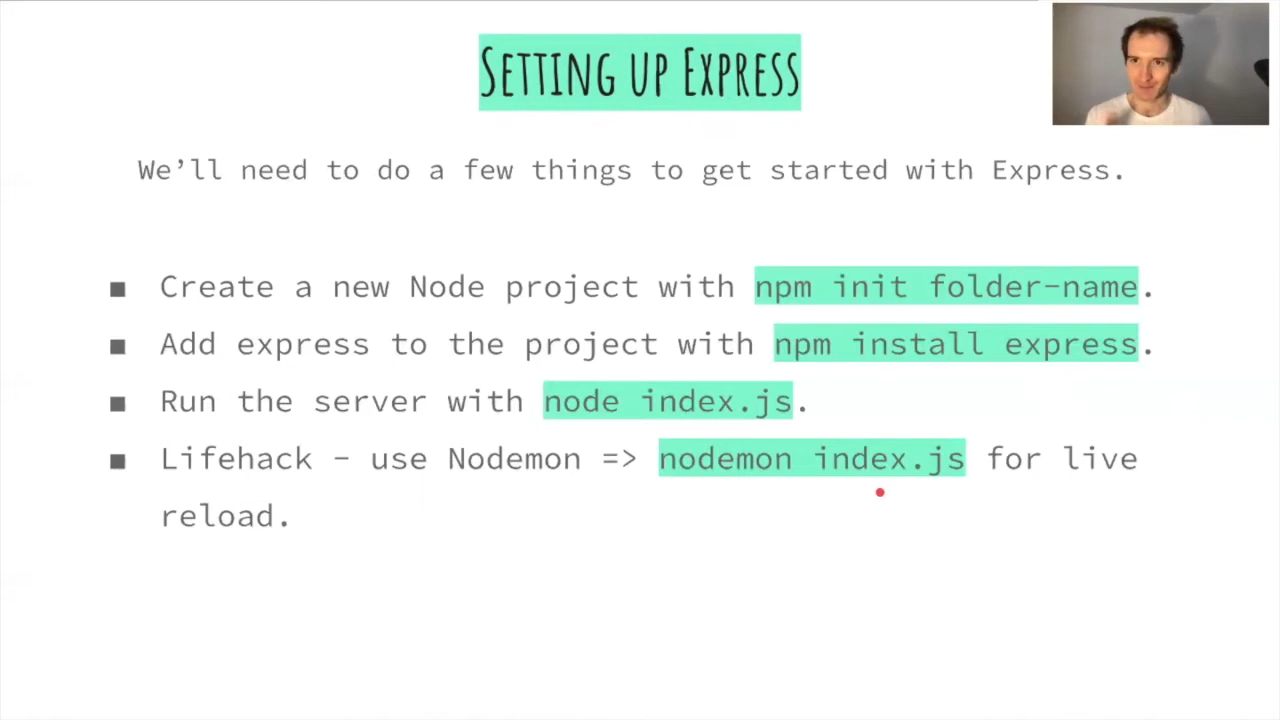 SETTING UP EXPRESS
We’ll need to do a few things to get started with Express.
■ Create a new Node project with npm init folder-name.
■ Add express to the project with npm install express.
■ Run the server with node index.js.
■ Lifehack - use Nodemon => nodemon index.js for live
reload.